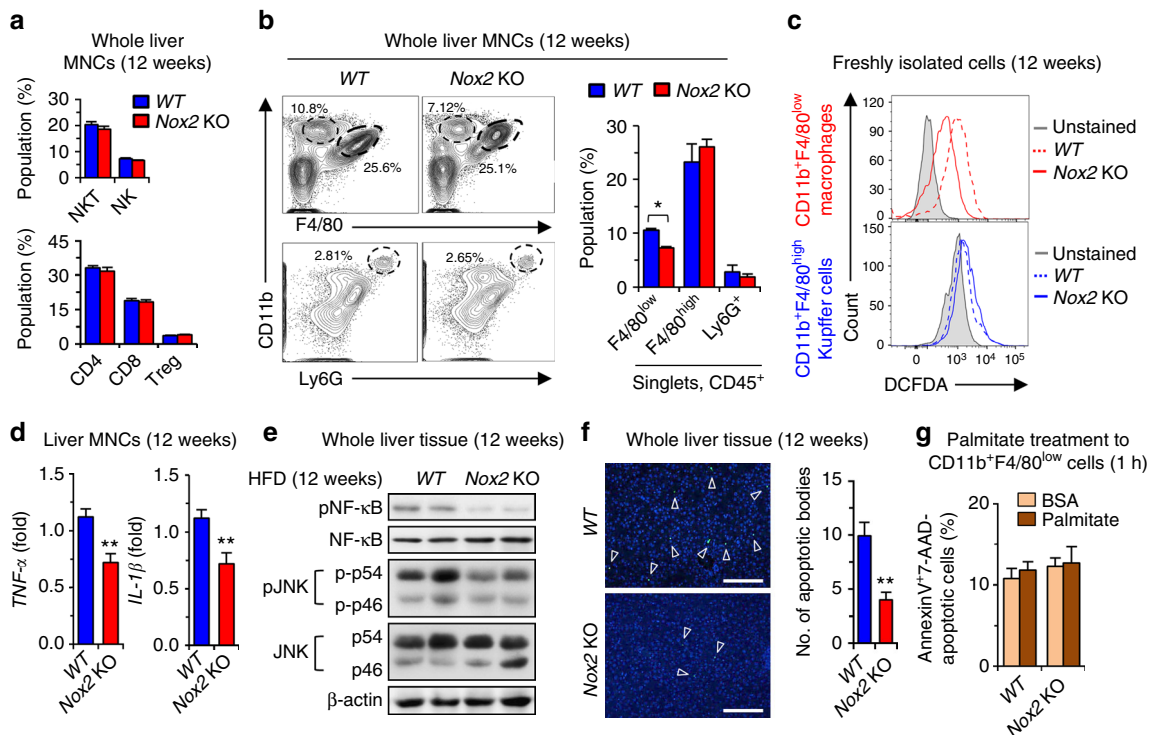 a
Whole liver
MNCs (12 weeks)
WT
Nox2 KO
Population (%)
30
20
10
0
NKT
NK
Population (%)
45
30
15
0
CD4
CD8
Treg
b
Whole liver MNCs (12 weeks)
WT
Nox2 KO
10.8%
25.6%
7.12%
25.1%
F4/80
2.81%
2.65%
CD11b
Ly6G
WT
Nox2 KO
Population (%)
30
20
10
0
*
F4/80low
F4/80high
Ly6G+
Singlets, CD45+
c
Freshly isolated cells (12 weeks)
CD11b+F4/80low
macrophages
CD11b+F4/80high
Kupffer cells
Count
120
90
60
30
0
Unstained
WT
Nox2 KO
150
100
50
0
Unstained
WT
Nox2 KO
0
10³
10⁴
10⁵
DCFDA
d
Liver MNCs (12 weeks)
TNF-α (fold)
1.5
1.0
0.5
0.0
**
WT
Nox2 KO
IL-1β (fold)
1.5
1.0
0.5
0.0
**
WT
Nox2 KO
e
Whole liver tissue (12 weeks)
HFD (12 weeks)
WT
Nox2 KO
pNF-κB
NF-κB
pJNK
p-p54
p-p46
JNK
p54
p46
β-actin
f
Whole liver tissue (12 weeks)
WT
Nox2 KO
No. of apoptotic bodies
15
10
5
0
**
WT
Nox2 KO
g
Palmitate treatment to
CD11b+F4/80low cells (1 h)
BSA
Palmitate
AnnexinV+7-AAD-
apoptotic cells (%)
20
10
0
WT
Nox2 KO